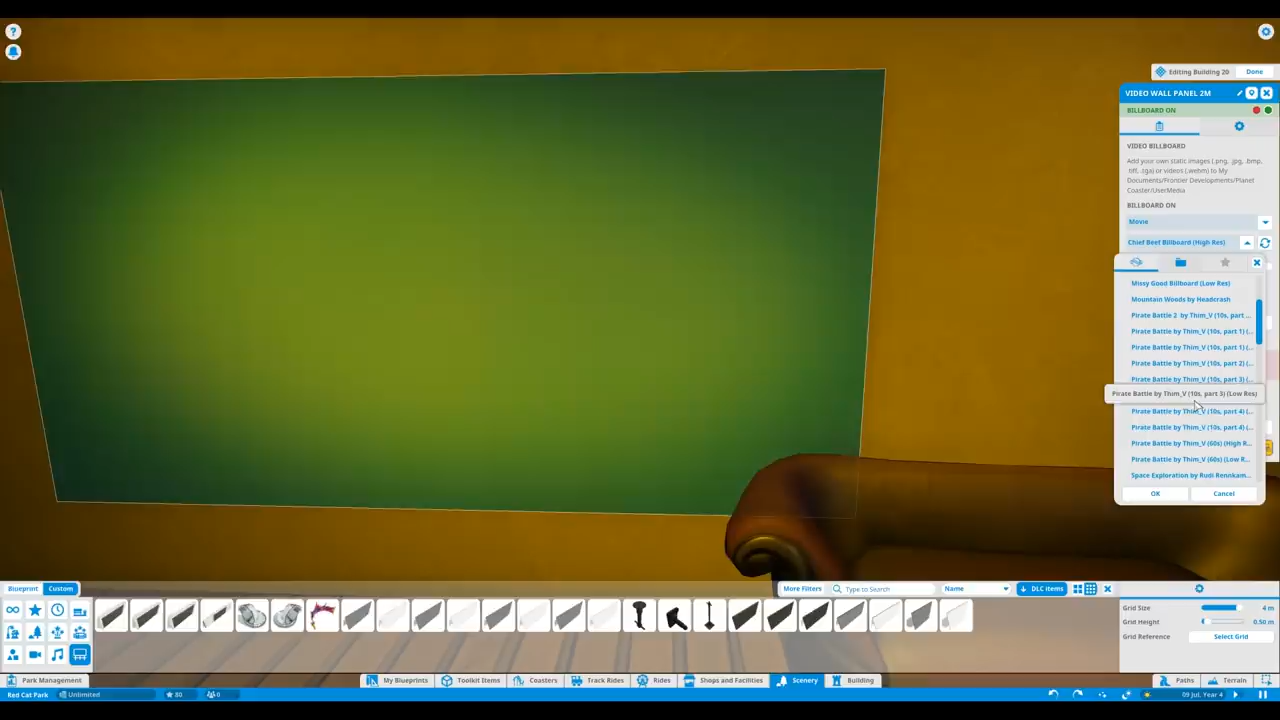 ?
Editing Building 20 Done
VIDEO WALL PANEL 2M
BILLBOARD ON
VIDEO BILLBOARD
Add your own static images (.png, .jpg, .bmp,
.tiff, .tga) or videos (.webm) to My
Documents/Frontier Developments/Planet
Coaster/UserMedia
BILLBOARD ON
Movie
Chief Beef Billboard (High Res)
Missy Good Billboard (Low Res)
Mountain Woods by Headcrash
Pirate Battle 2 by Thim_V (10s, part ...
Pirate Battle by Thim_V (10s, part 1) (...
Pirate Battle by Thim_V (10s, part 1) (...
Pirate Battle by Thim_V (10s, part 2) (...
Pirate Battle by Thim_V (10s, part 3) (...
Pirate Battle by Thim_V (10s, part 3) (Low Res)
Pirate Battle by Thim_V (10s, part 4) (...
Pirate Battle by Thim_V (10s, part 4) (...
Pirate Battle by Thim_V (60s) (High R...
Pirate Battle by Thim_V (60s) (Low R...
Space Exploration by Rudi Rennkam...
OK Cancel
Blueprint Custom More Filters Type to Search Name DLC items
Grid Size 4 m
Grid Height 0.50 m
Grid Reference Select Grid
Park Management My Blueprints Toolkit Items Coasters Track Rides Rides Shops and Facilities Scenery Building Paths Terrain
Red Cat Park Unlimited 80 0 09 Jul, Year 4